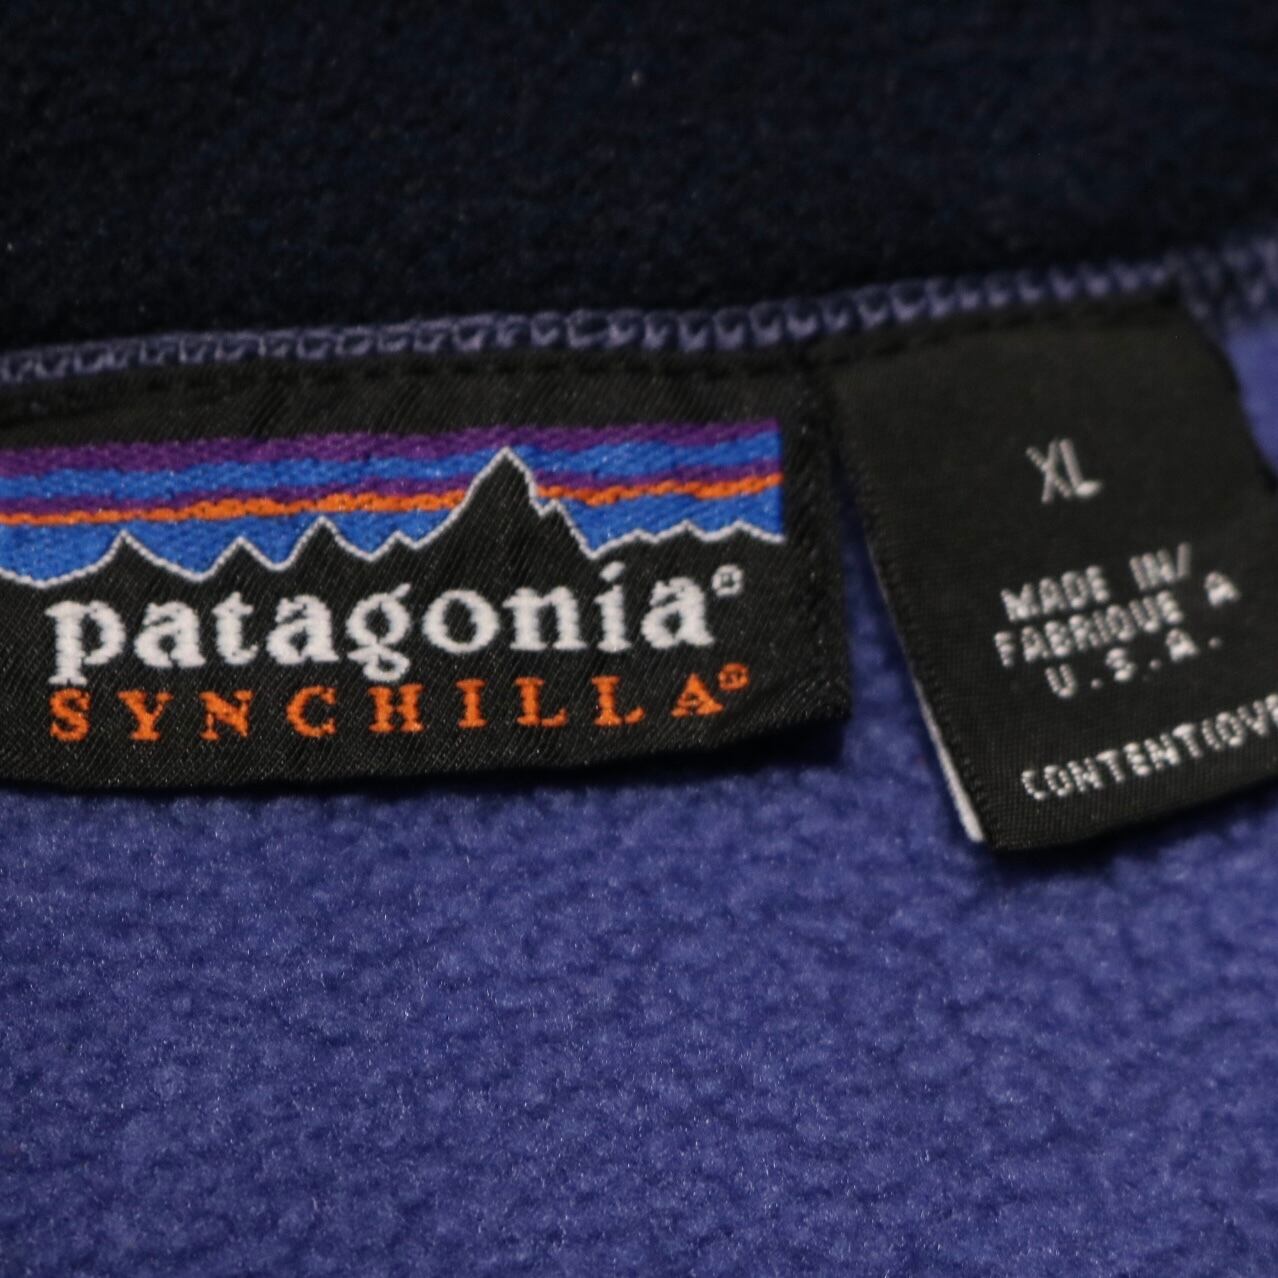 patagonia®
SYNCHILLA®
XL
MADE IN/
FABRIQUE A
U.S.A.